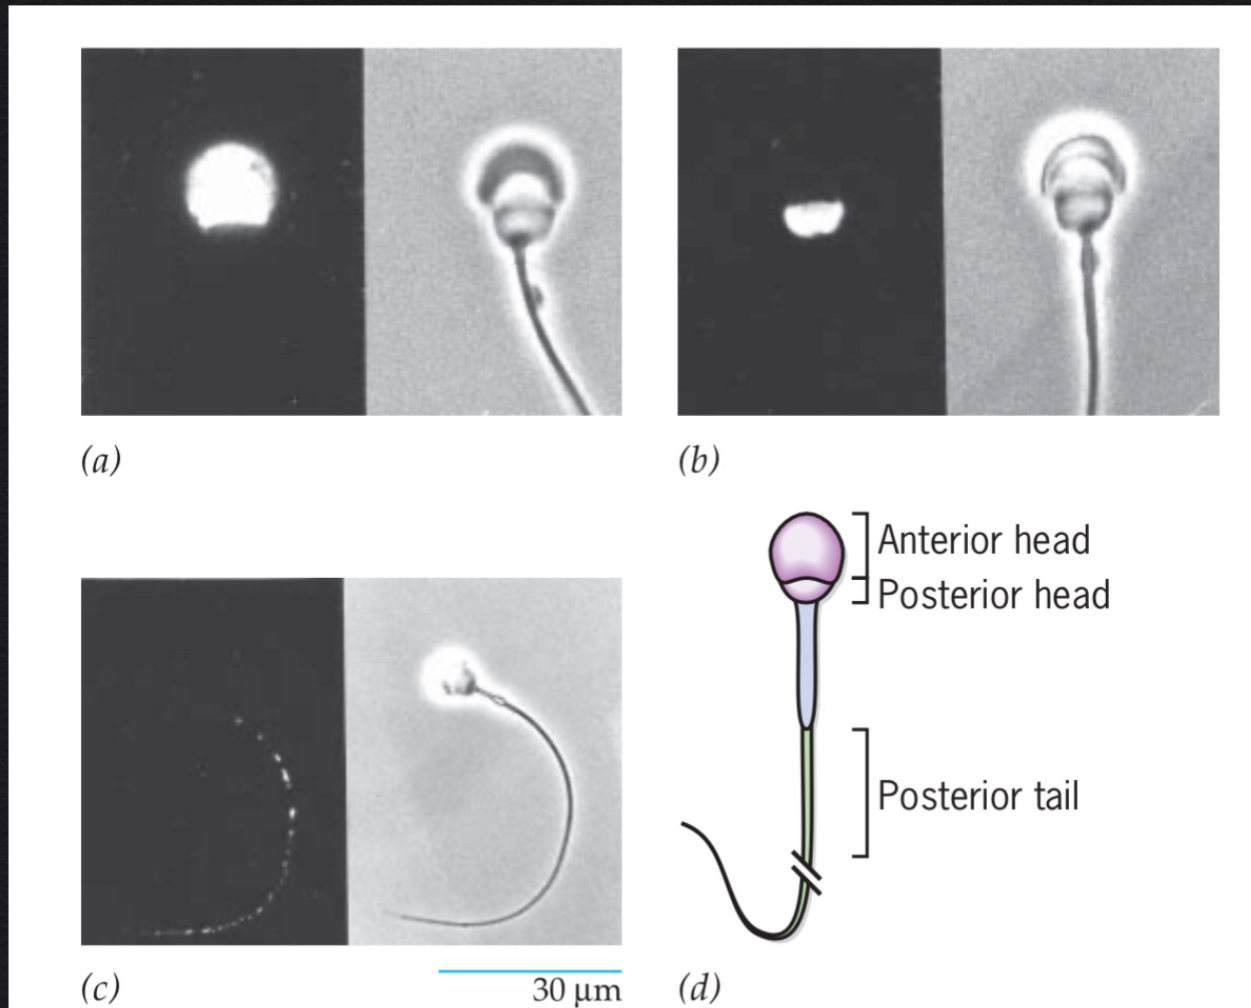 (a)
(b)
Anterior head
Posterior head
Posterior tail
(c)
30 µm
(d)